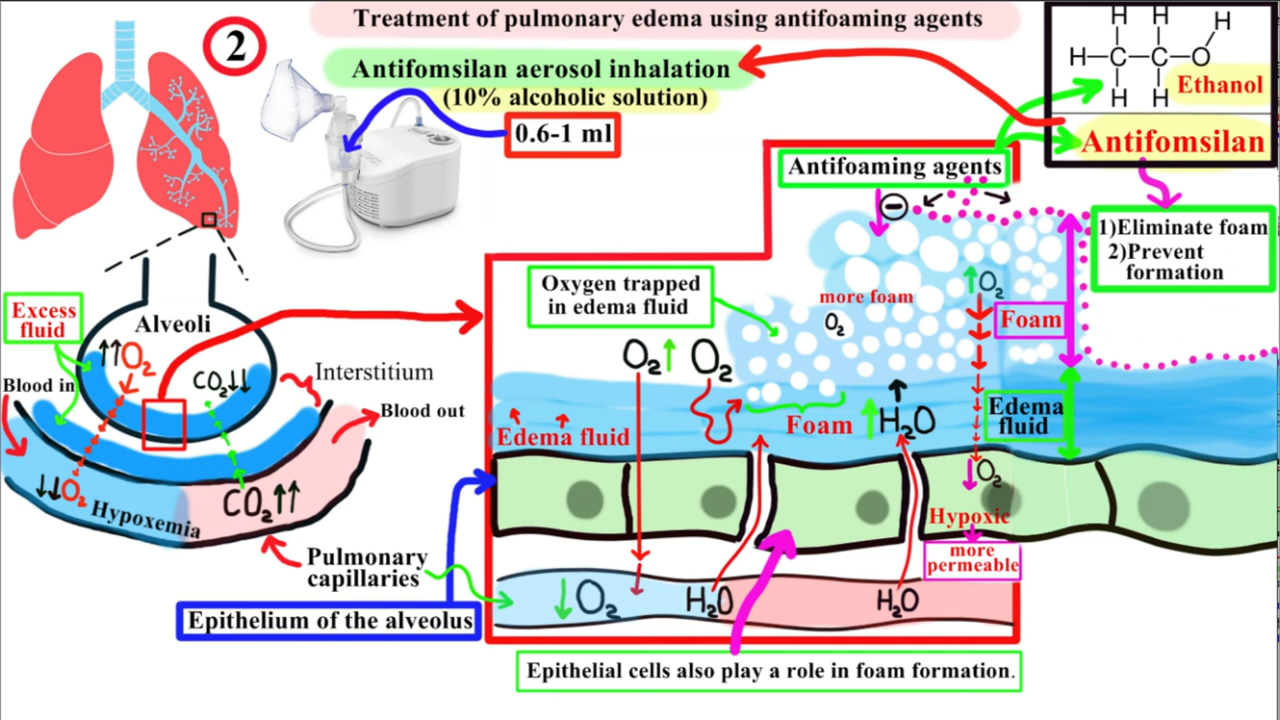 Treatment of pulmonary edema using antifoaming agents
2
Antifomsilan aerosol inhalation
(10% alcoholic solution)
0.6-1 ml
H H H
H C C O
H H
Ethanol
Antifomsilan
Antifoaming agents
1)Eliminate foam
2)Prevent
formation
Oxygen trapped
in edema fluid
more foam
O₂
O₂
Foam
Excess
fluid
Alveoli
O₂
CO₂
Blood in
Interstitium
Blood out
O₂
Hypoxemia
CO₂
Pulmonary
capillaries
Epithelium of the alveolus
O₂ O₂
Edema fluid
Foam
H₂O
Edema
fluid
O₂
Hypoxic
more
permeable
O₂
H₂O
H₂O
Epithelial cells also play a role in foam formation.